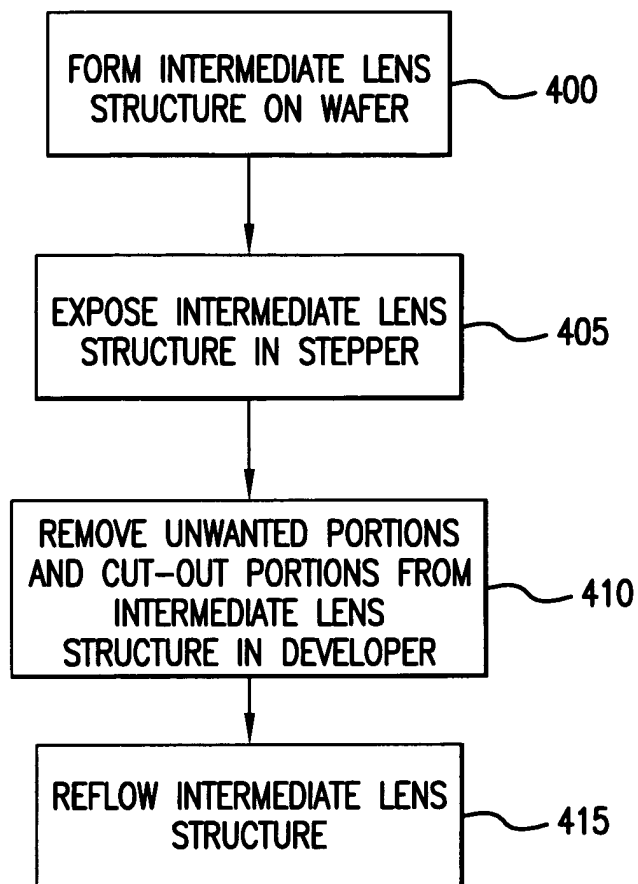 FORM INTERMEDIATE LENS
STRUCTURE ON WAFER
400
EXPOSE INTERMEDIATE LENS
STRUCTURE IN STEPPER
405
REMOVE UNWANTED PORTIONS
AND CUT-OUT PORTIONS FROM
INTERMEDIATE LENS
STRUCTURE IN DEVELOPER
410
REFLOW INTERMEDIATE LENS
STRUCTURE
415